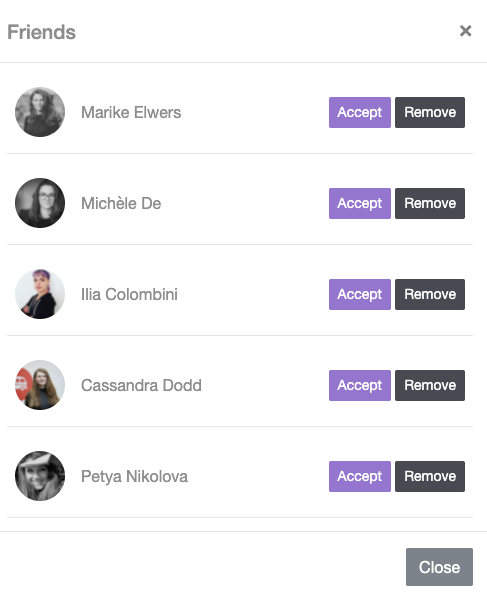 Friends ×
Marike Elwers Accept Remove
Michèle De Accept Remove
Ilia Colombini Accept Remove
Cassandra Dodd Accept Remove
Petya Nikolova Accept Remove
Close